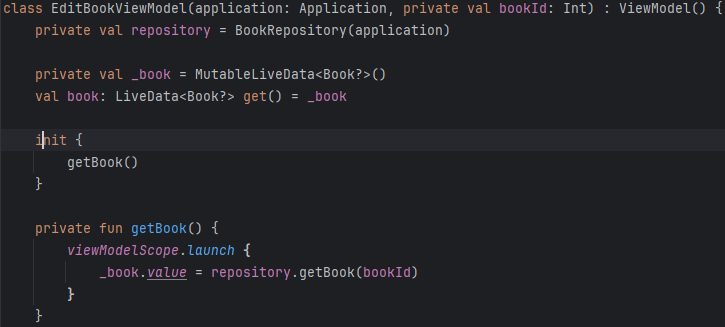 class EditBookViewModel(application: Application, private val bookId: Int) : ViewModel() {
    private val repository = BookRepository(application)

    private val _book = MutableLiveData<Book?>()
    val book: LiveData<Book?> get() = _book

    init {
        getBook()
    }

    private fun getBook() {
        viewModelScope.launch {
            _book.value = repository.getBook(bookId)
        }
    }